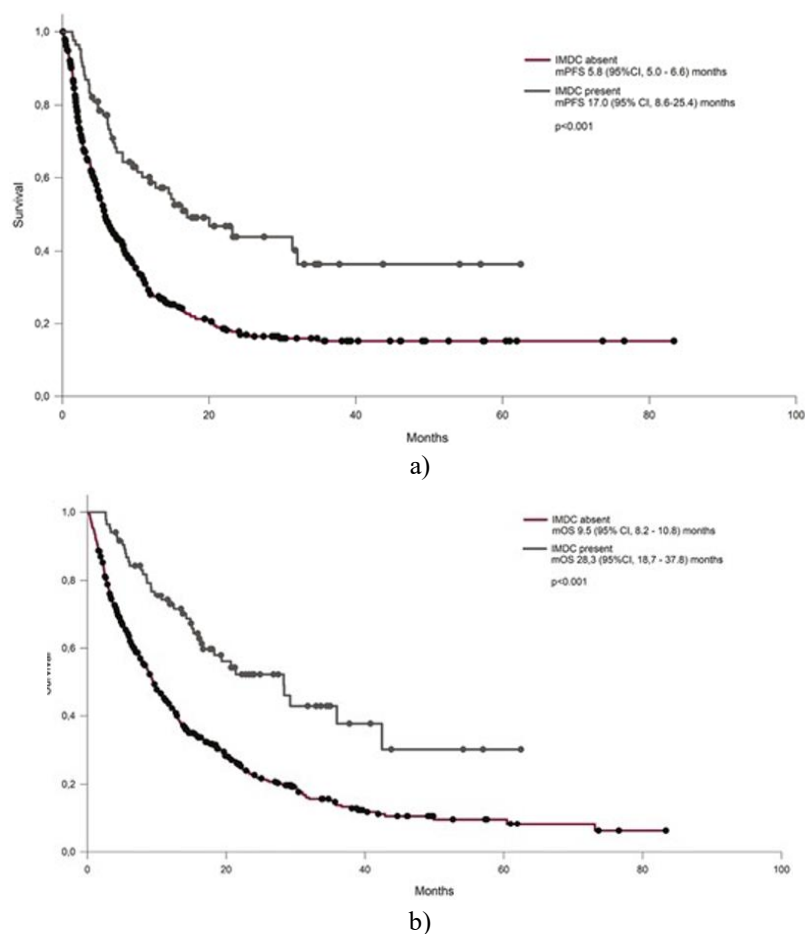 1,0
0,8
0,6
0,4
0,2
0,0
Survival
0
20
40
60
80
100
Months
IMDC absent
mPFS 5.8 (95%CI, 5.0 - 6.6) months
IMDC present
mPFS 17.0 (95% CI, 8.6-25.4) months
p<0.001
a)
1,0
0,8
0,6
0,4
0,2
0,0
0
20
40
60
80
100
Months
IMDC absent
mOS 9.5 (95% CI, 8.2 - 10.8) months
IMDC present
mOS 28,3 (95%CI, 18,7 - 37.8) months
p<0.001
b)